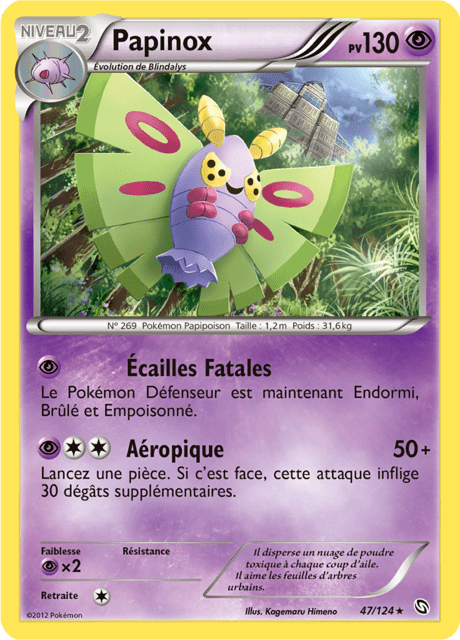 NIVEAU2
Papinox
PV130
Évolution de Blindalys
N° 269 Pokémon Papipoison Taille : 1,2m Poids : 31,6kg
Écailles Fatales
Le Pokémon Défenseur est maintenant Endormi,
Brûlé et Empoisonné.
Aéropique 50+
Lancez une pièce. Si c'est face, cette attaque inflige
30 dégâts supplémentaires.
Faiblesse Résistance
×2
Retraite
Il disperse un nuage de poudre
toxique à chaque coup d'aile.
Il aime les feuilles d'arbres
urbains.
©2012 Pokémon
Illus. Kagemaru Himeno
47/124★